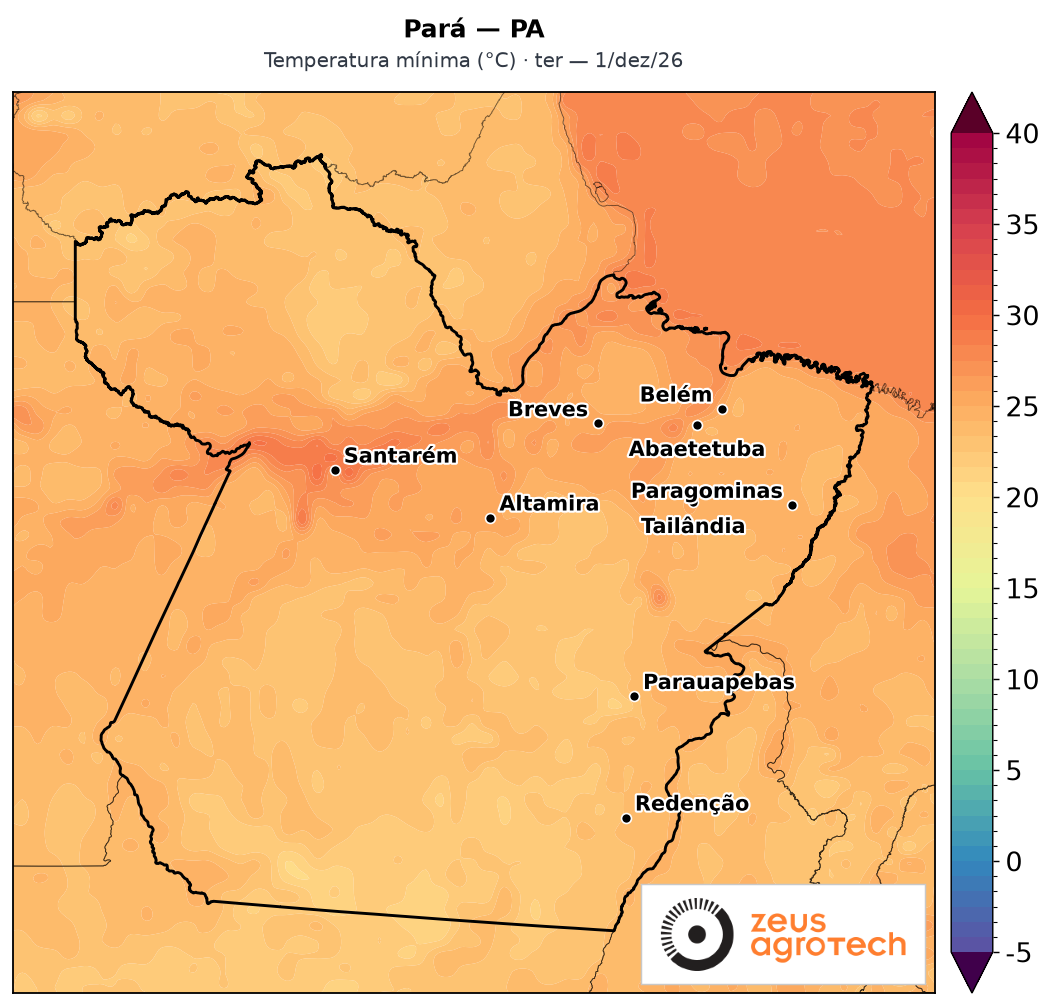 Pará — PA
Temperatura mínima (°C) · ter — 1/dez/26
40
35
30
25
20
15
10
5
0
-5
Belém
Breves
Abaetetuba
Santarém
Altamira
Paragominas
Tailândia
Parauapebas
Redenção
zeus
agrotech